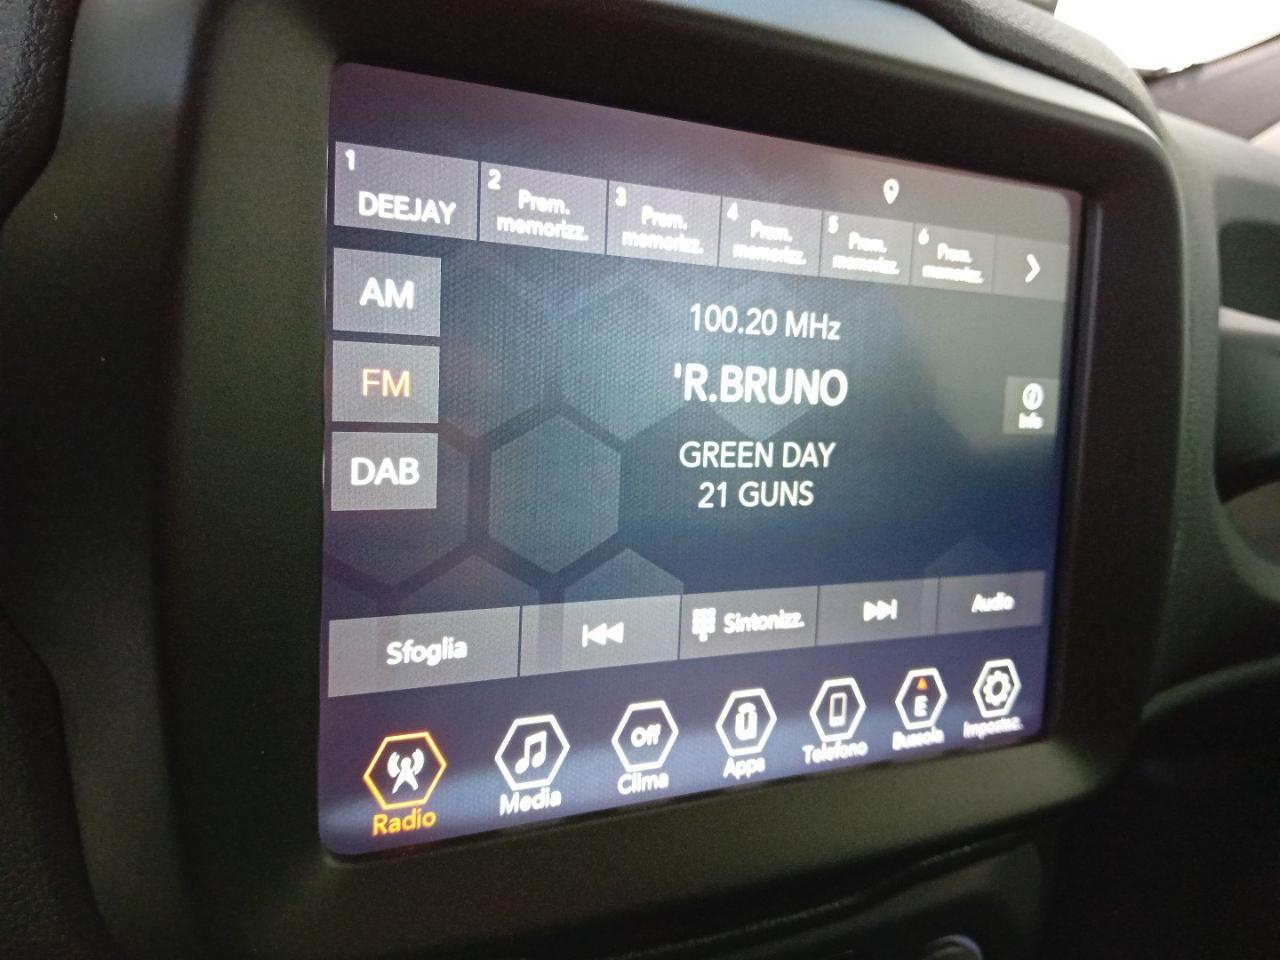 1
DEEJAY
2
Prem.
memorizz.
3
Prem.
memorizz.
4
Prem.
memorizz.
5
Prem.
memorizz.
6
Prem.
memorizz.
AM
FM
DAB
100.20 MHz
'R.BRUNO
GREEN DAY
21 GUNS
Info
Sfoglia
Sintonizz.
Audio
Radio
Media
Off
Clima
Apps
Telefono
E
Bussola
Impostaz.